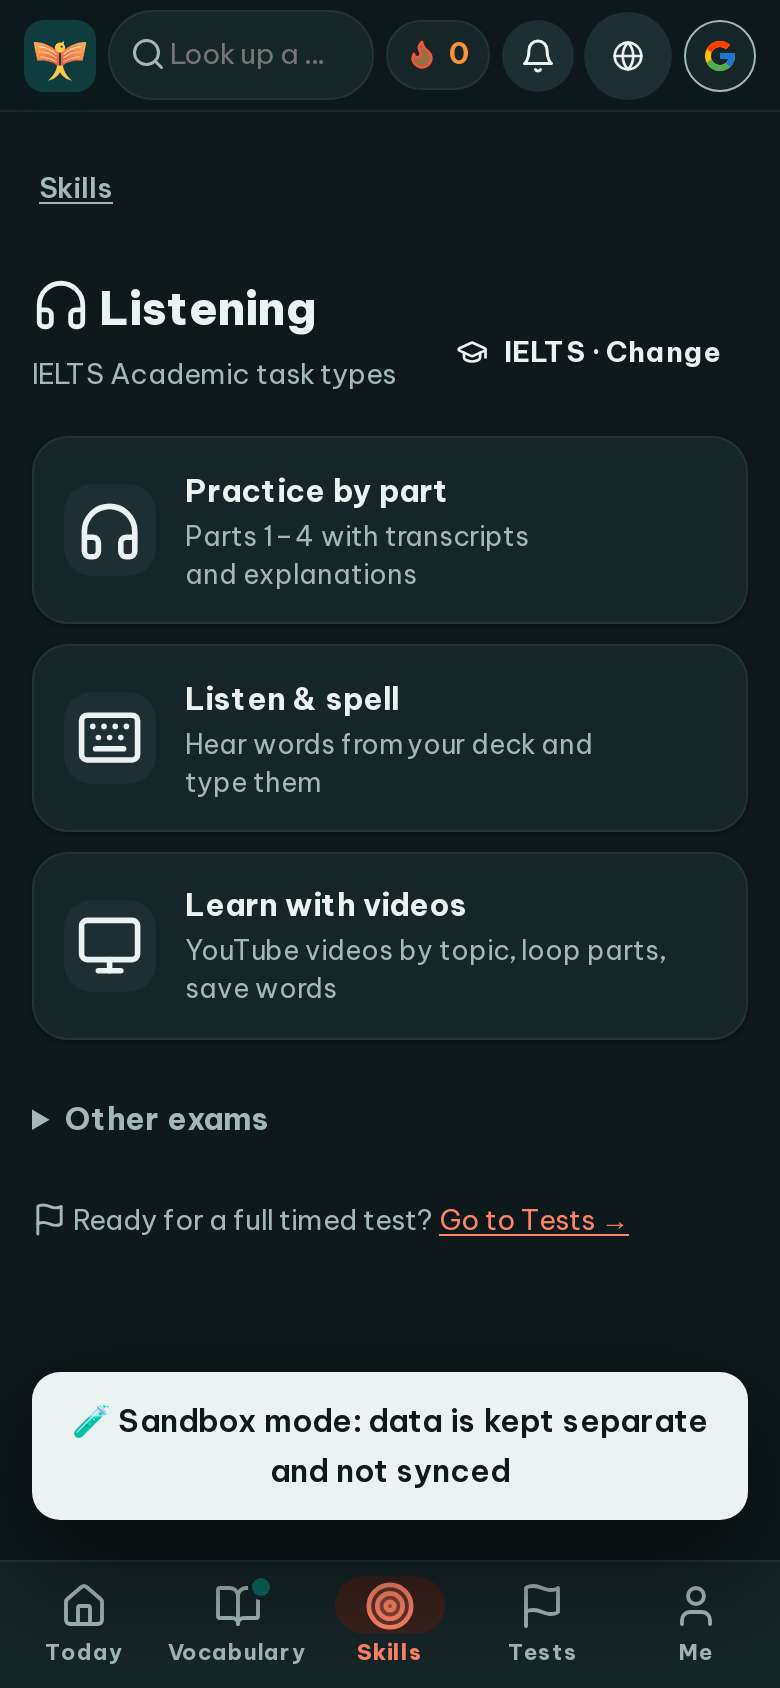 Look up a ...
0
Skills
Listening
IELTS Academic task types
IELTS · Change
Practice by part
Parts 1–4 with transcripts
and explanations
Listen & spell
Hear words from your deck and
type them
Learn with videos
YouTube videos by topic, loop parts,
save words
Other exams
Ready for a full timed test? Go to Tests →
🧪 Sandbox mode: data is kept separate
and not synced
Today
Vocabulary
Skills
Tests
Me